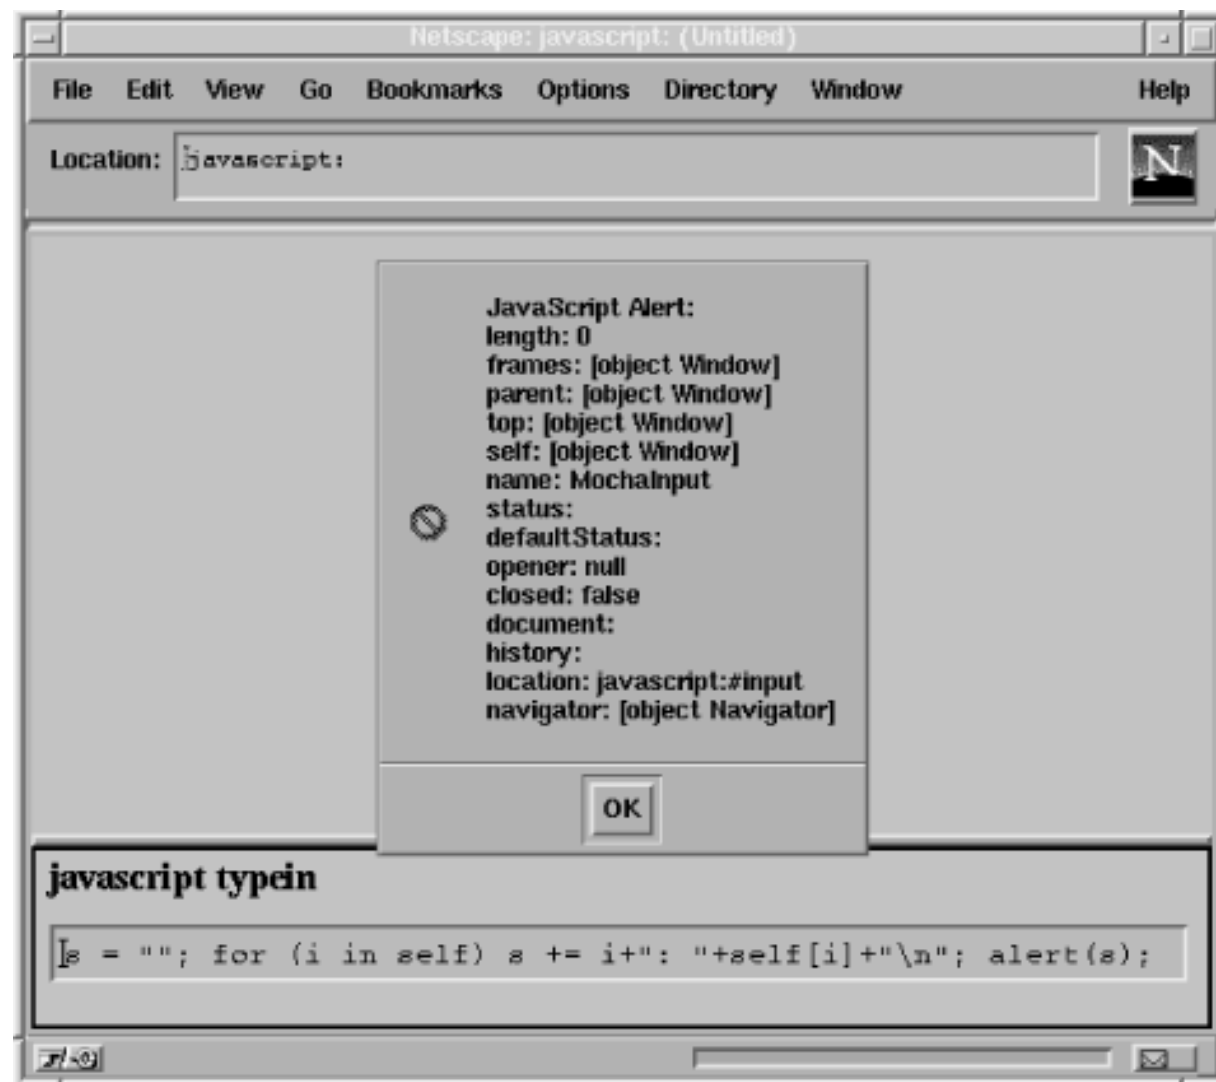 Netscape: javascript: (Untitled)
File Edit View Go Bookmarks Options Directory Window Help
Location: javascript:
N
JavaScript Alert:
length: 0
frames: [object Window]
parent: [object Window]
top: [object Window]
self: [object Window]
name: MochaInput
status:
defaultStatus:
opener: null
closed: false
document:
history:
location: javascript:#input
navigator: [object Navigator]
OK
javascript typein
s = ""; for (i in self) s += i+": "+self[i]+"\n"; alert(s);